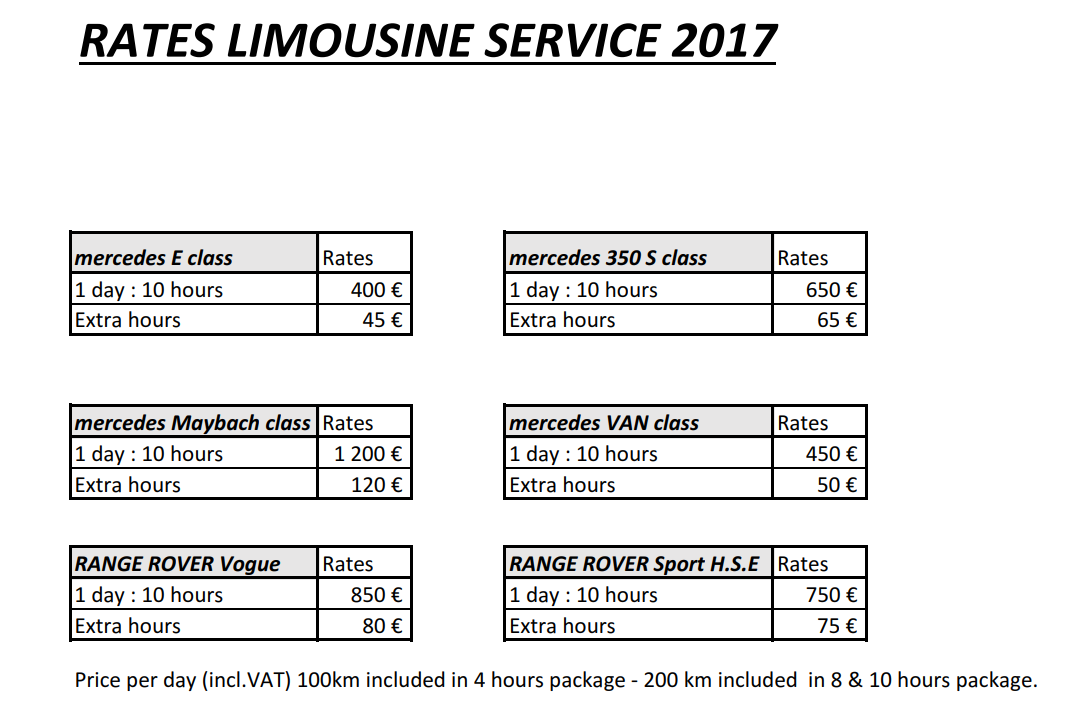 RATES LIMOUSINE SERVICE 2017
mercedes E class Rates
1 day : 10 hours 400 €
Extra hours 45 €
mercedes 350 S class Rates
1 day : 10 hours 650 €
Extra hours 65 €
mercedes Maybach class Rates
1 day : 10 hours 1 200 €
Extra hours 120 €
mercedes VAN class Rates
1 day : 10 hours 450 €
Extra hours 50 €
RANGE ROVER Vogue Rates
1 day : 10 hours 850 €
Extra hours 80 €
RANGE ROVER Sport H.S.E Rates
1 day : 10 hours 750 €
Extra hours 75 €
Price per day (incl.VAT) 100km included in 4 hours package - 200 km included  in 8 & 10 hours package.